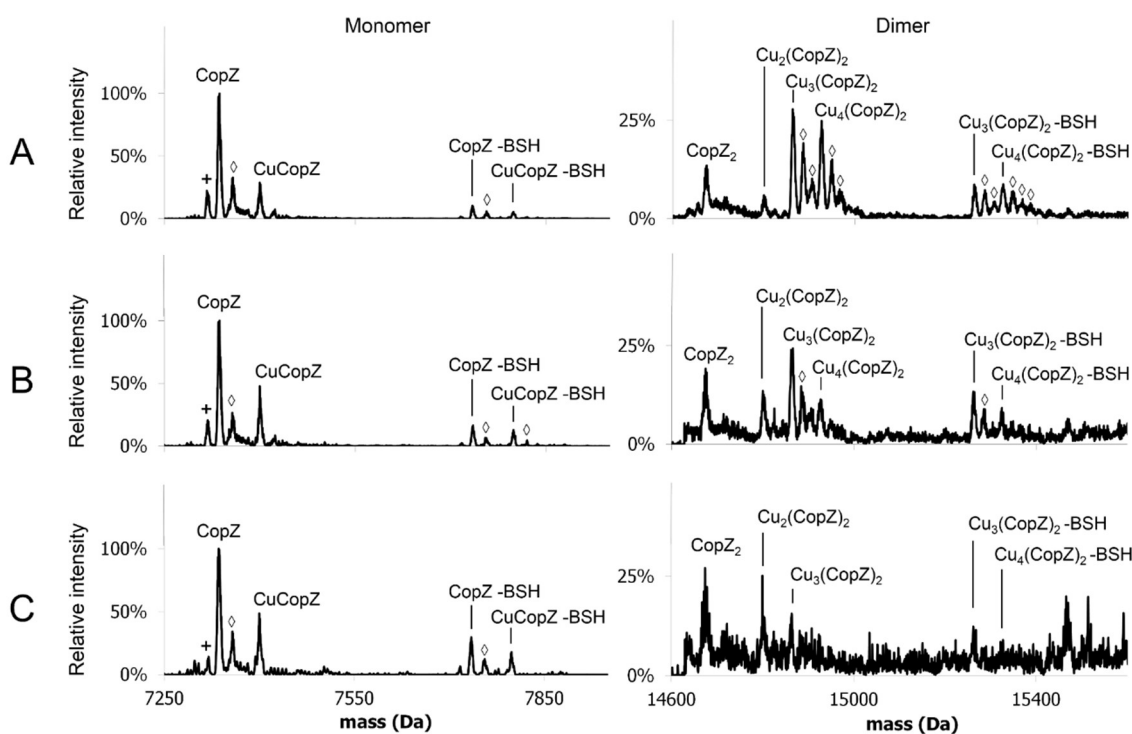 Monomer
Dimer
A
Relative intensity
100%
50%
0%
+
CopZ
◊
CuCopZ
CopZ -BSH
◊
CuCopZ -BSH
25%
0%
CopZ₂
Cu₂(CopZ)₂
Cu₃(CopZ)₂
◊
◊
Cu₄(CopZ)₂
◊
◊
Cu₃(CopZ)₂ -BSH
◊
◊
Cu₄(CopZ)₂ -BSH
◊
◊
◊
B
Relative intensity
100%
50%
0%
+
CopZ
◊
CuCopZ
CopZ -BSH
◊
CuCopZ -BSH
◊
25%
0%
CopZ₂
Cu₂(CopZ)₂
Cu₃(CopZ)₂
◊
Cu₄(CopZ)₂
Cu₃(CopZ)₂ -BSH
◊
Cu₄(CopZ)₂ -BSH
C
Relative intensity
100%
50%
0%
+
CopZ
◊
CuCopZ
CopZ -BSH
◊
CuCopZ -BSH
7250
7550
7850
mass (Da)
25%
0%
CopZ₂
Cu₂(CopZ)₂
Cu₃(CopZ)₂
Cu₃(CopZ)₂ -BSH
Cu₄(CopZ)₂ -BSH
14600
15000
15400
mass (Da)